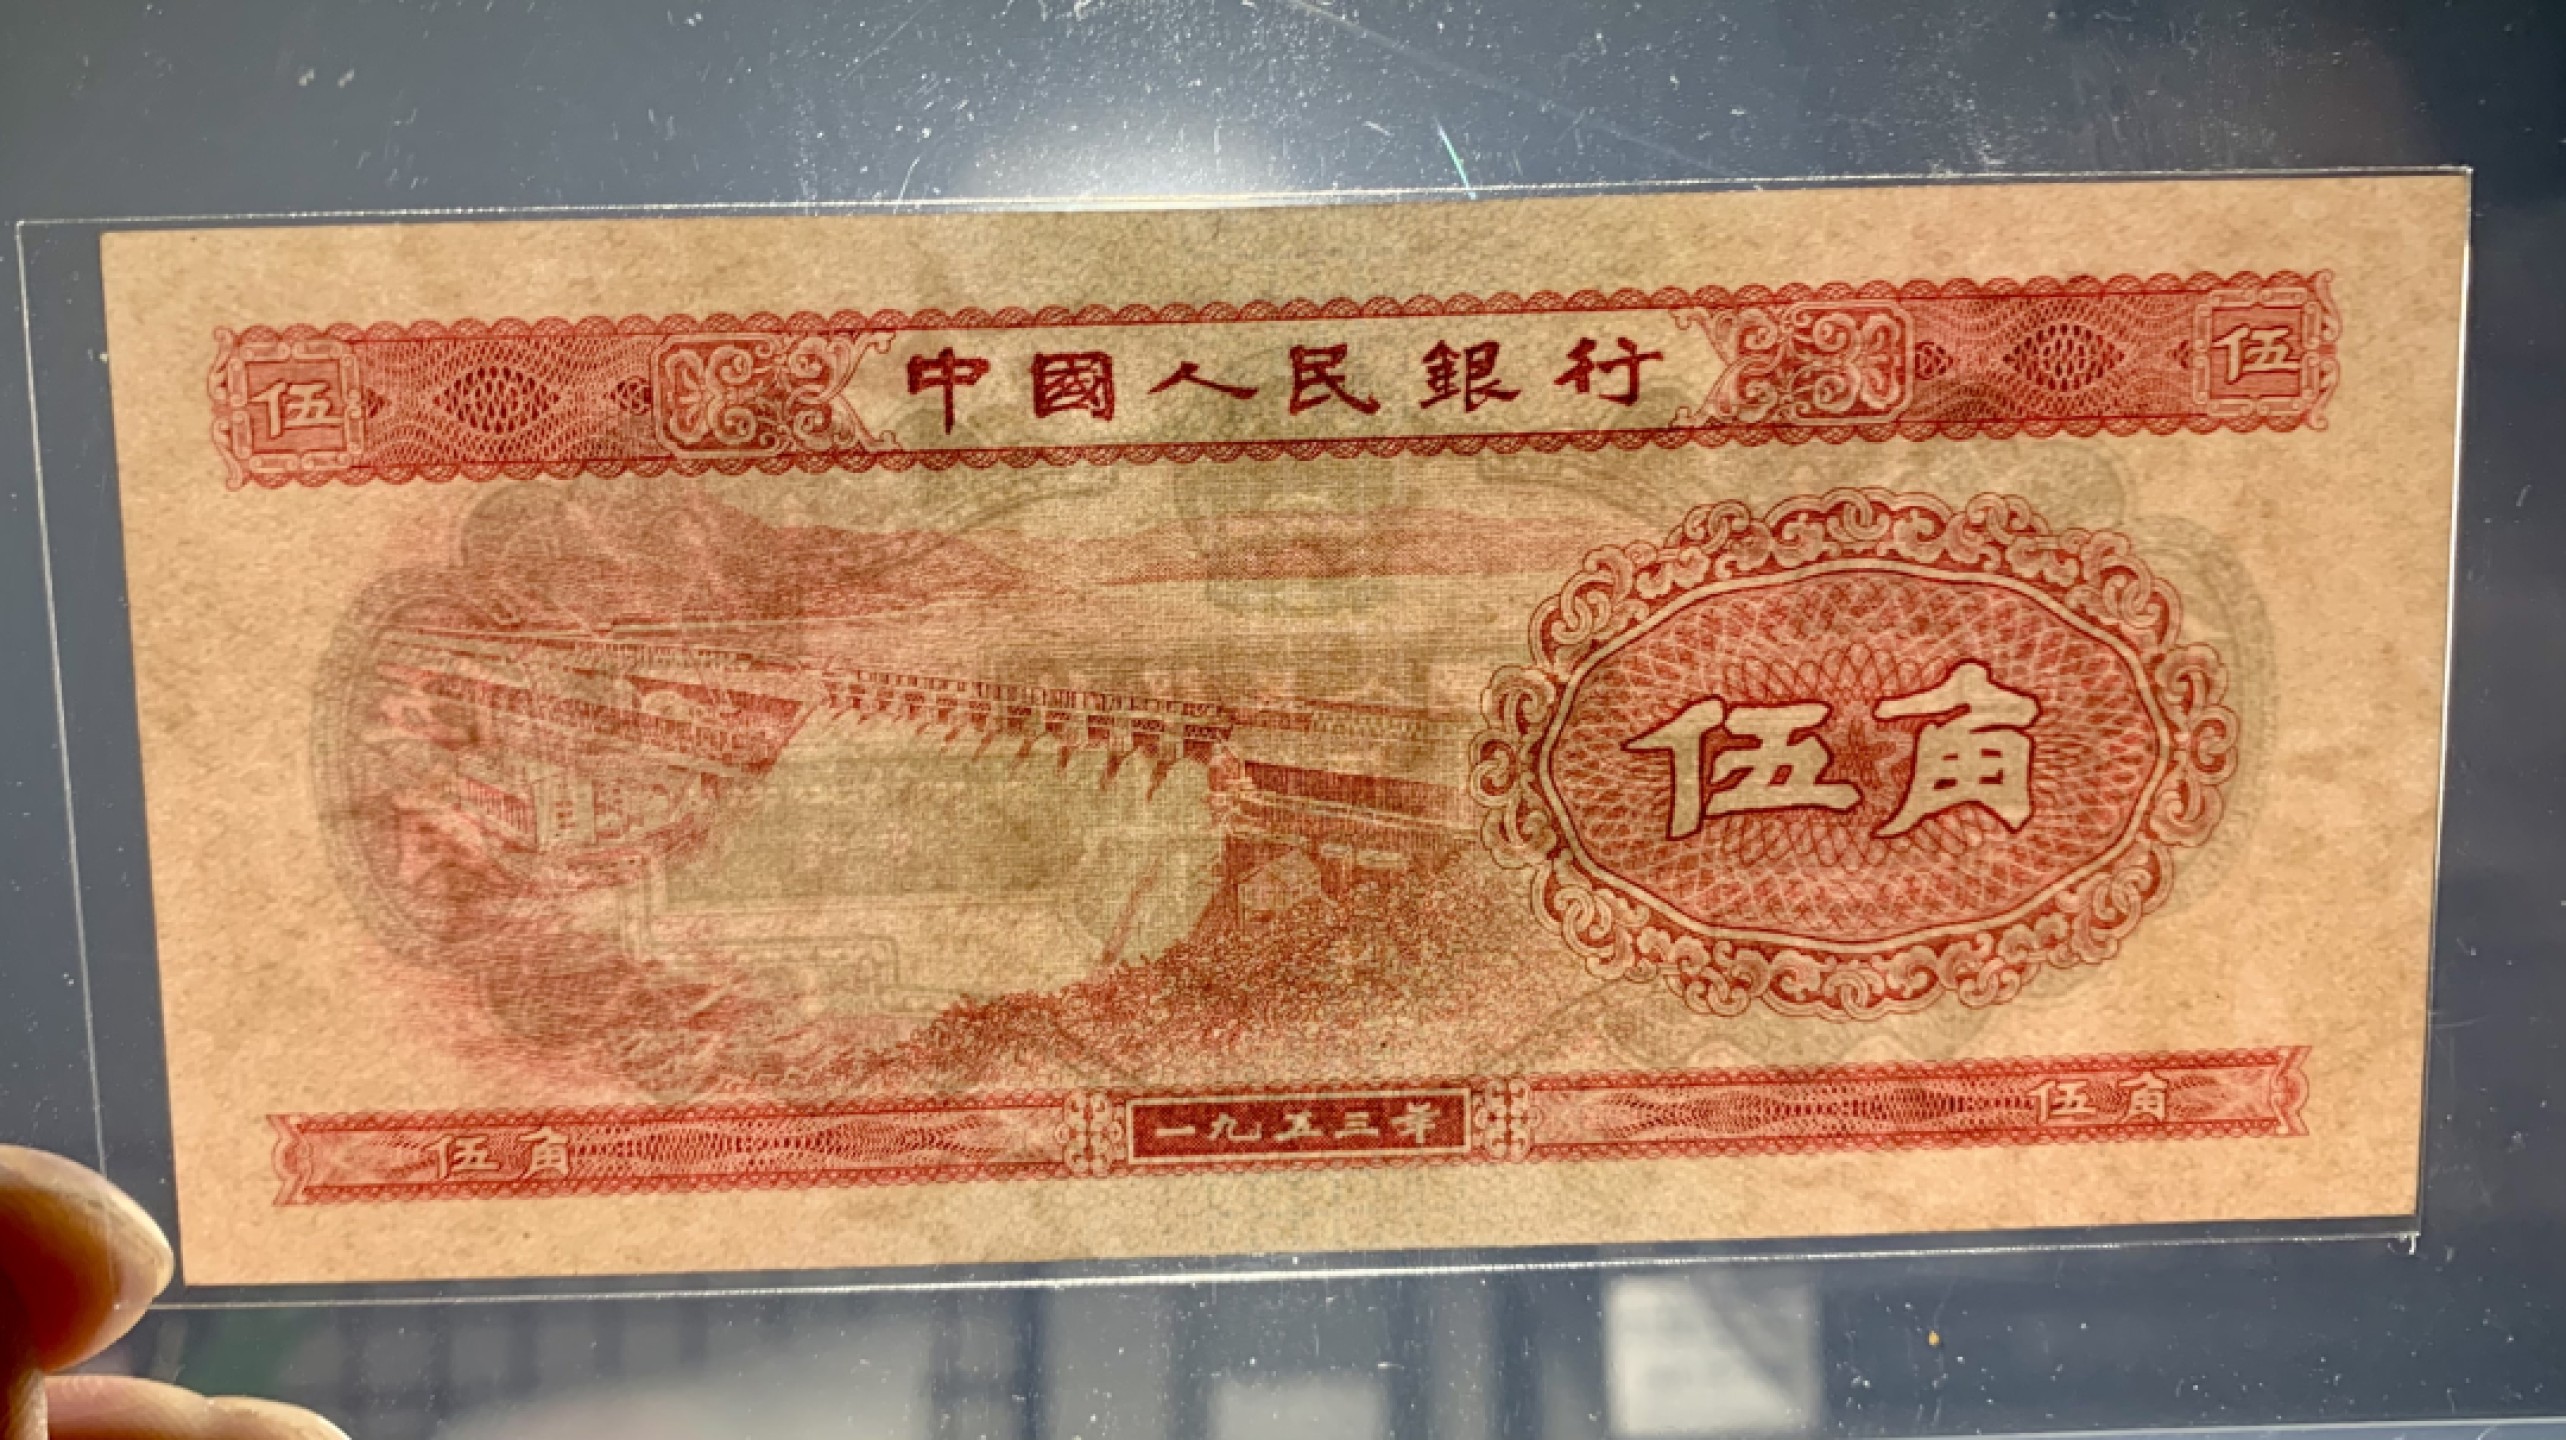 伍 中國人民銀行 伍
伍角
伍角 一九五三年 伍角